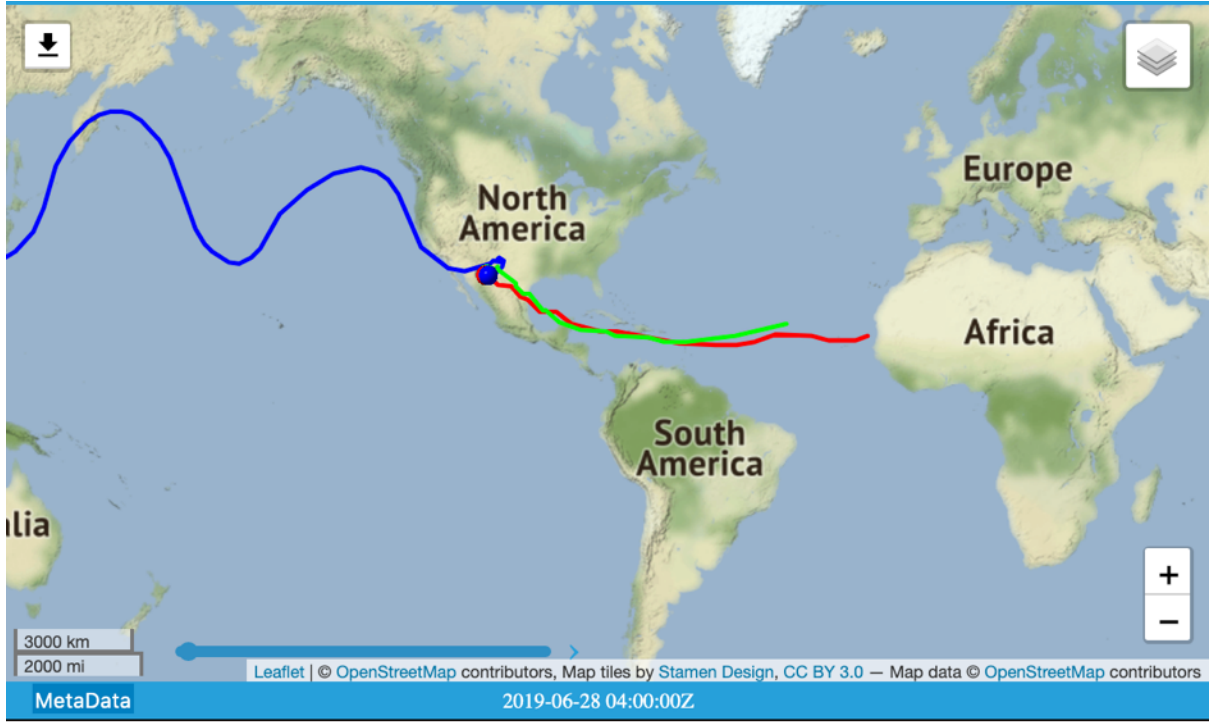 North
America
Europe
Africa
South
America
alia
3000 km
2000 mi
+
−
Leaflet | © OpenStreetMap contributors, Map tiles by Stamen Design, CC BY 3.0 — Map data © OpenStreetMap contributors
MetaData
2019-06-28 04:00:00Z